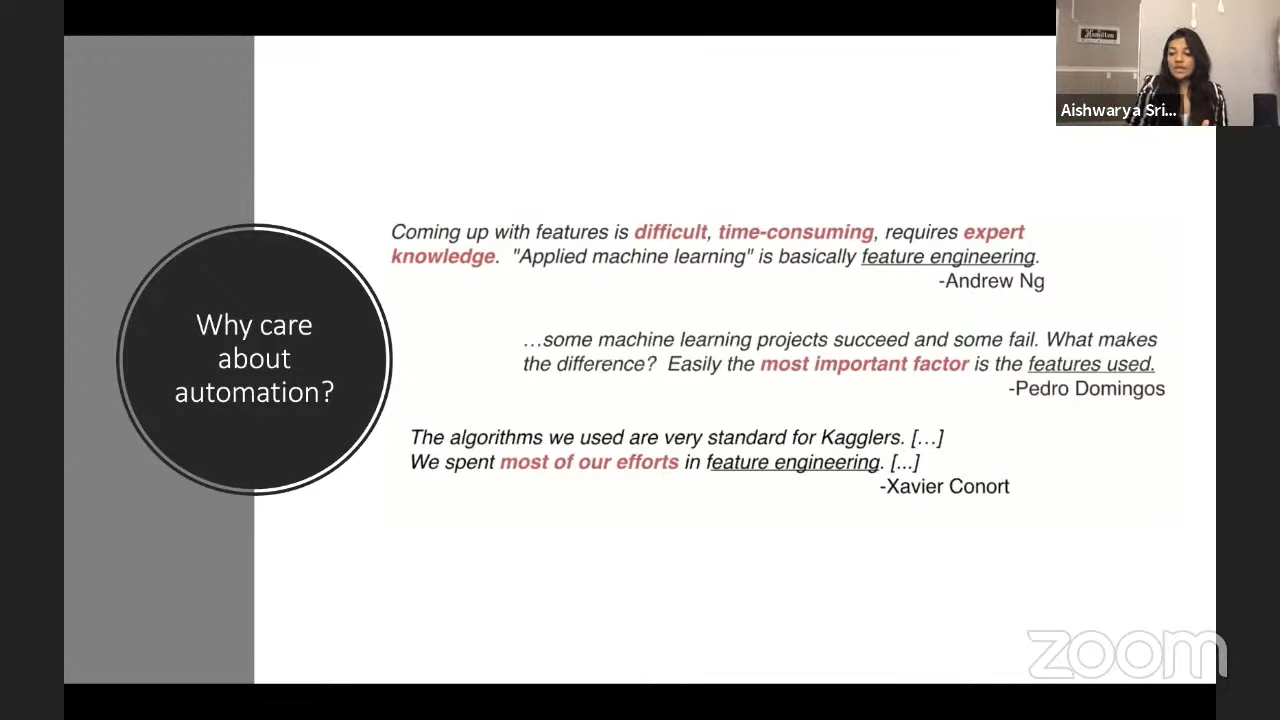 Hamilton
Aishwarya Sri...
Why care
about
automation?
Coming up with features is difficult, time-consuming, requires expert
knowledge. "Applied machine learning" is basically feature engineering.
-Andrew Ng
…some machine learning projects succeed and some fail. What makes
the difference? Easily the most important factor is the features used.
-Pedro Domingos
The algorithms we used are very standard for Kagglers. […]
We spent most of our efforts in feature engineering. [...]
-Xavier Conort
zoom